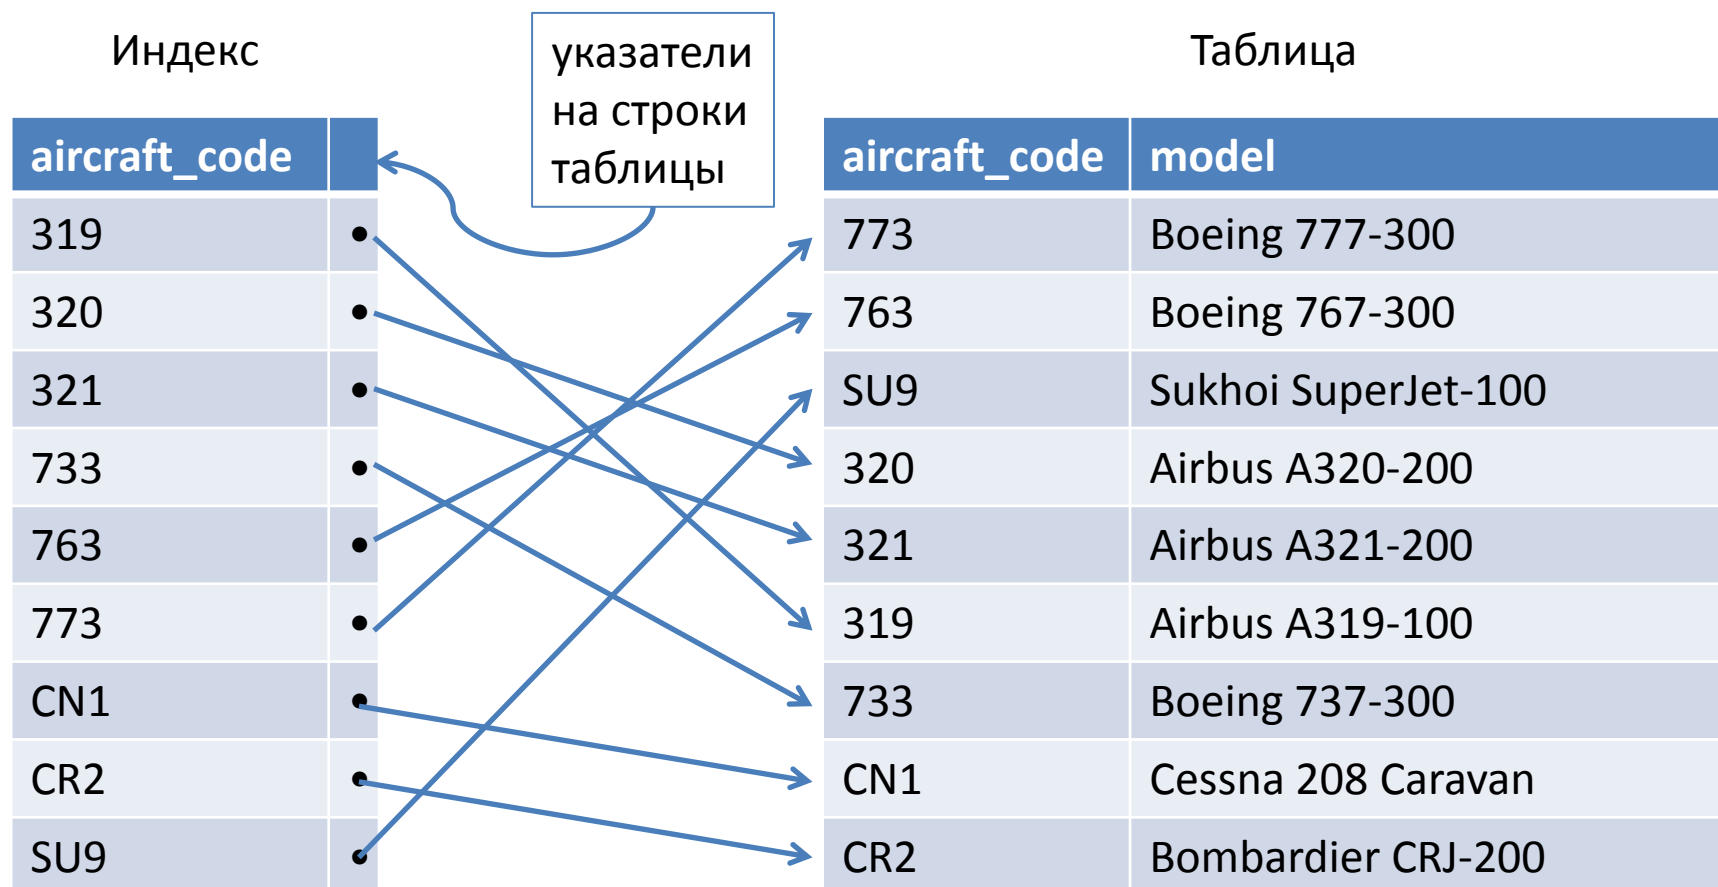 Индекс
указатели
на строки
таблицы
Таблица
aircraft_code
319
320
321
733
763
773
CN1
CR2
SU9
aircraft_code model
773 Boeing 777-300
763 Boeing 767-300
SU9 Sukhoi SuperJet-100
320 Airbus A320-200
321 Airbus A321-200
319 Airbus A319-100
733 Boeing 737-300
CN1 Cessna 208 Caravan
CR2 Bombardier CRJ-200